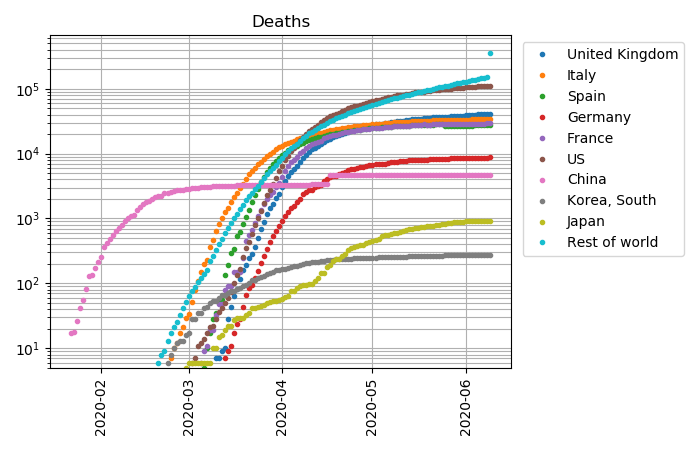 Deaths
10^5
10^4
10^3
10^2
10^1
2020-02
2020-03
2020-04
2020-05
2020-06
United Kingdom
Italy
Spain
Germany
France
US
China
Korea, South
Japan
Rest of world